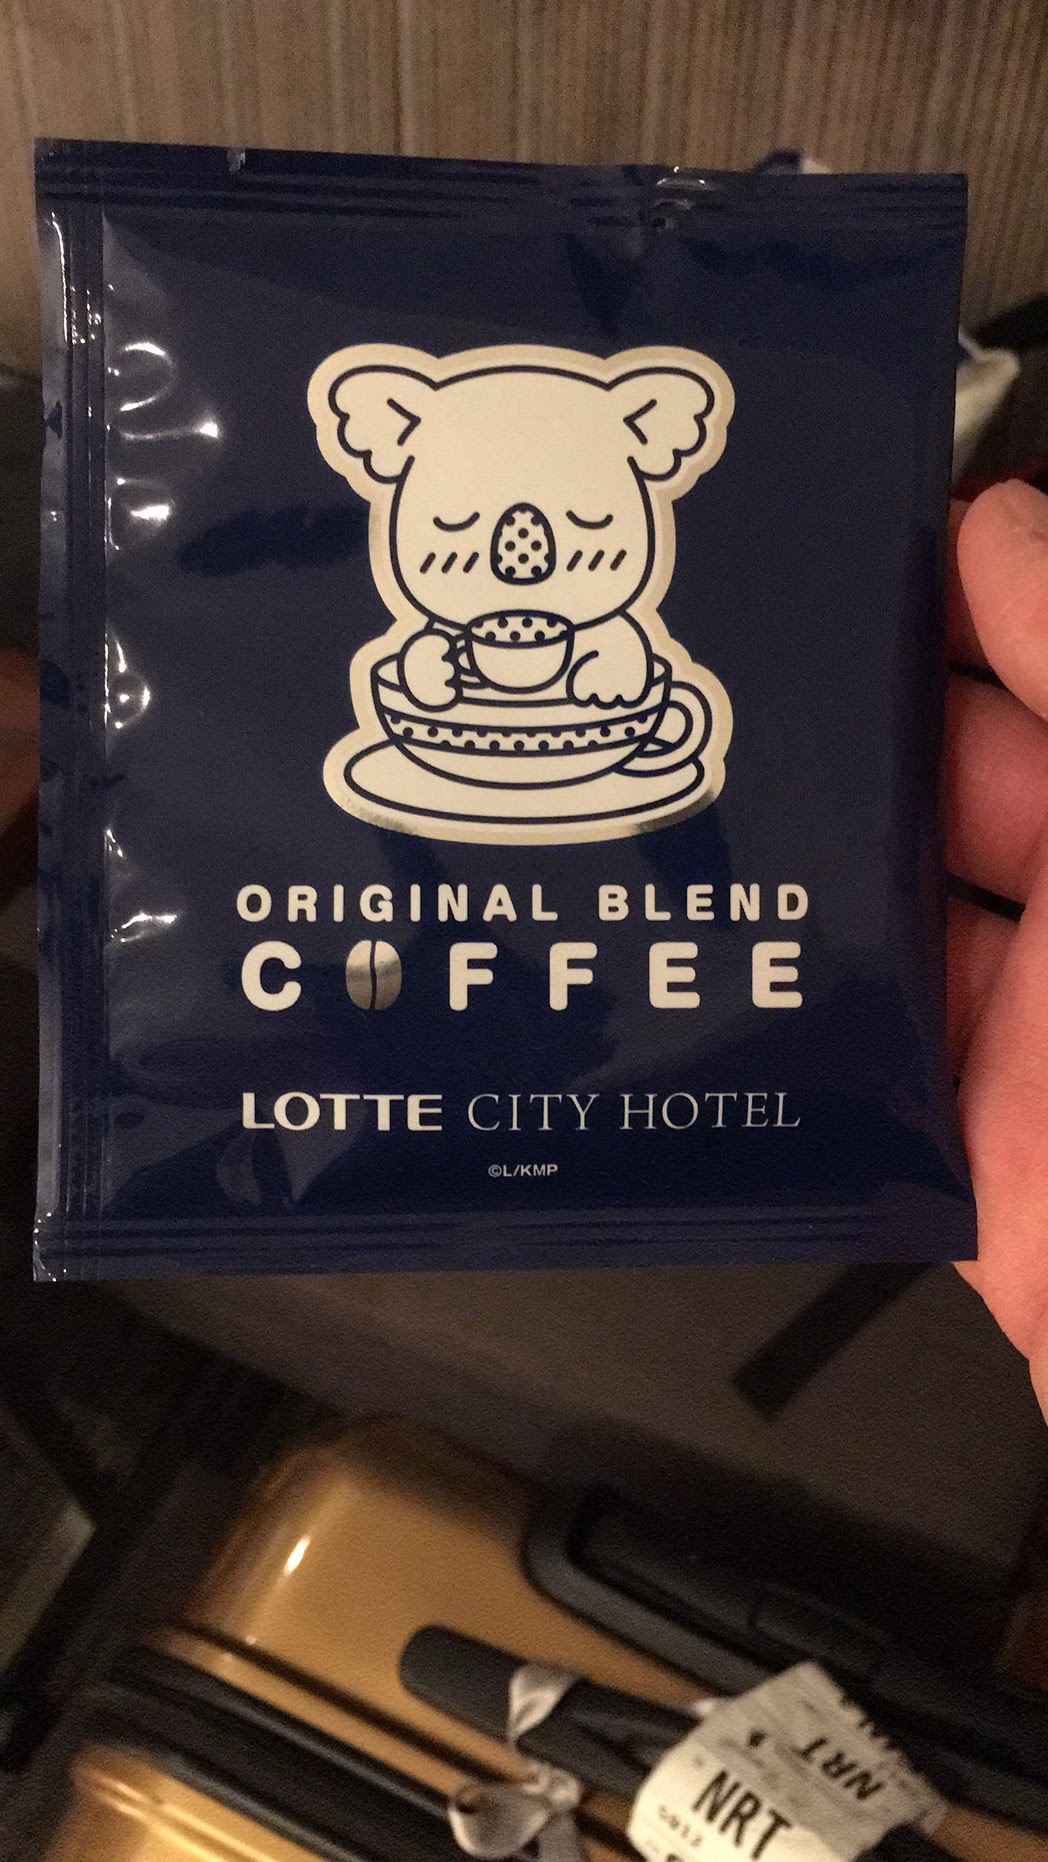 ORIGINAL BLEND
COFFEE
LOTTE CITY HOTEL
©L/KMP
NRT
NRT